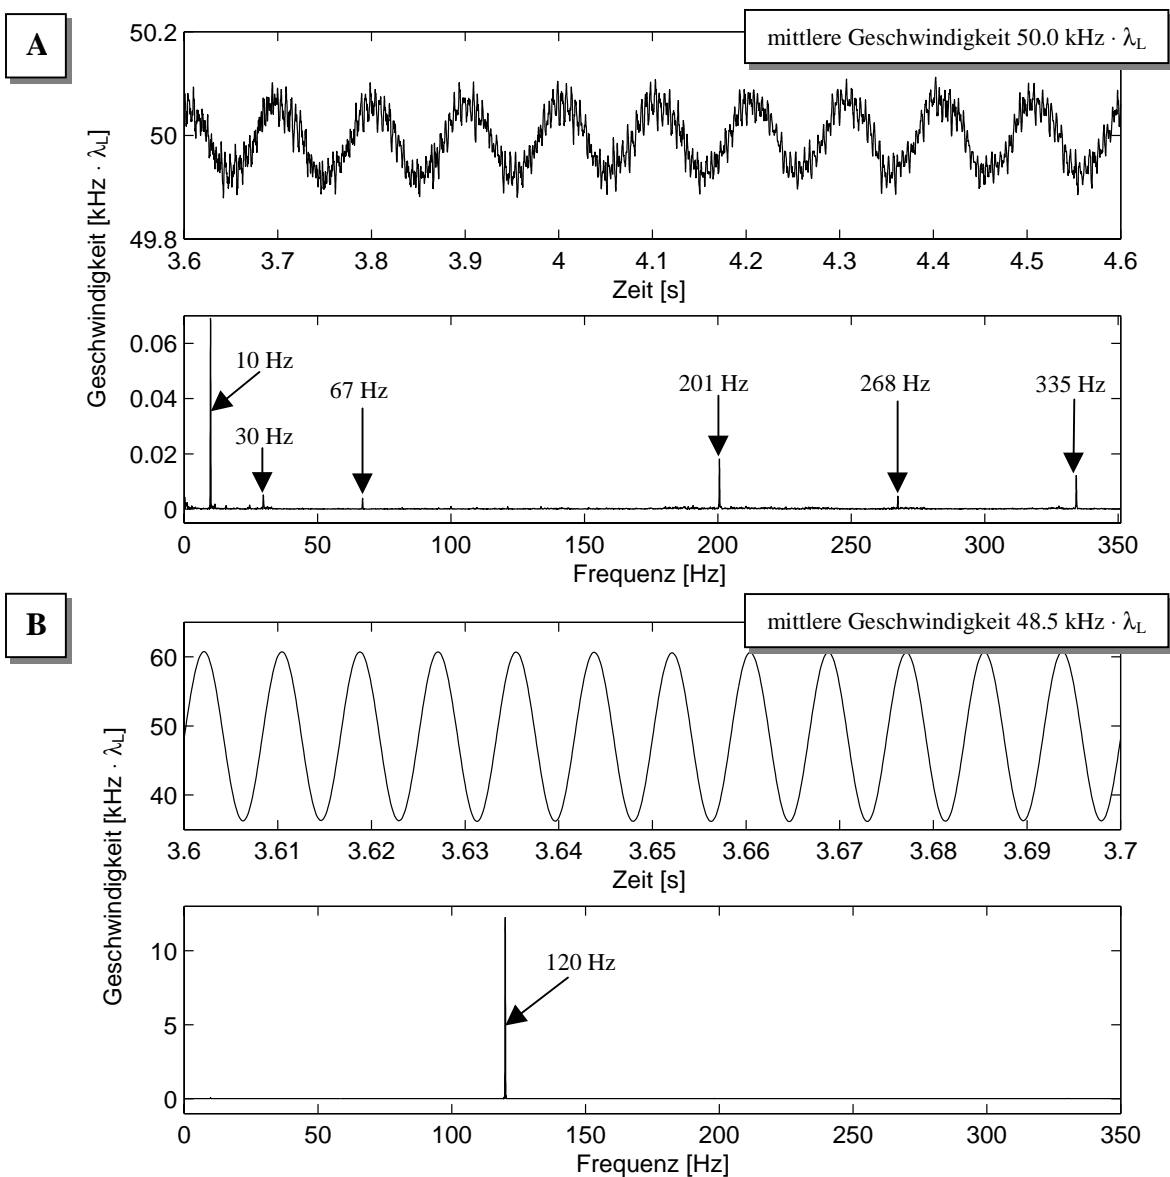 A
mittlere Geschwindigkeit 50.0 kHz · λL
50.2
50
49.8
3.6 3.7 3.8 3.9 4 4.1 4.2 4.3 4.4 4.5 4.6
Zeit [s]
Geschwindigkeit [kHz · λL]
0.06
0.04
0.02
0
10 Hz
30 Hz
67 Hz
201 Hz
268 Hz
335 Hz
0 50 100 150 200 250 300 350
Frequenz [Hz]
B
mittlere Geschwindigkeit 48.5 kHz · λL
60
50
40
3.6 3.61 3.62 3.63 3.64 3.65 3.66 3.67 3.68 3.69 3.7
Zeit [s]
Geschwindigkeit [kHz · λL]
10
5
0
120 Hz
0 50 100 150 200 250 300 350
Frequenz [Hz]